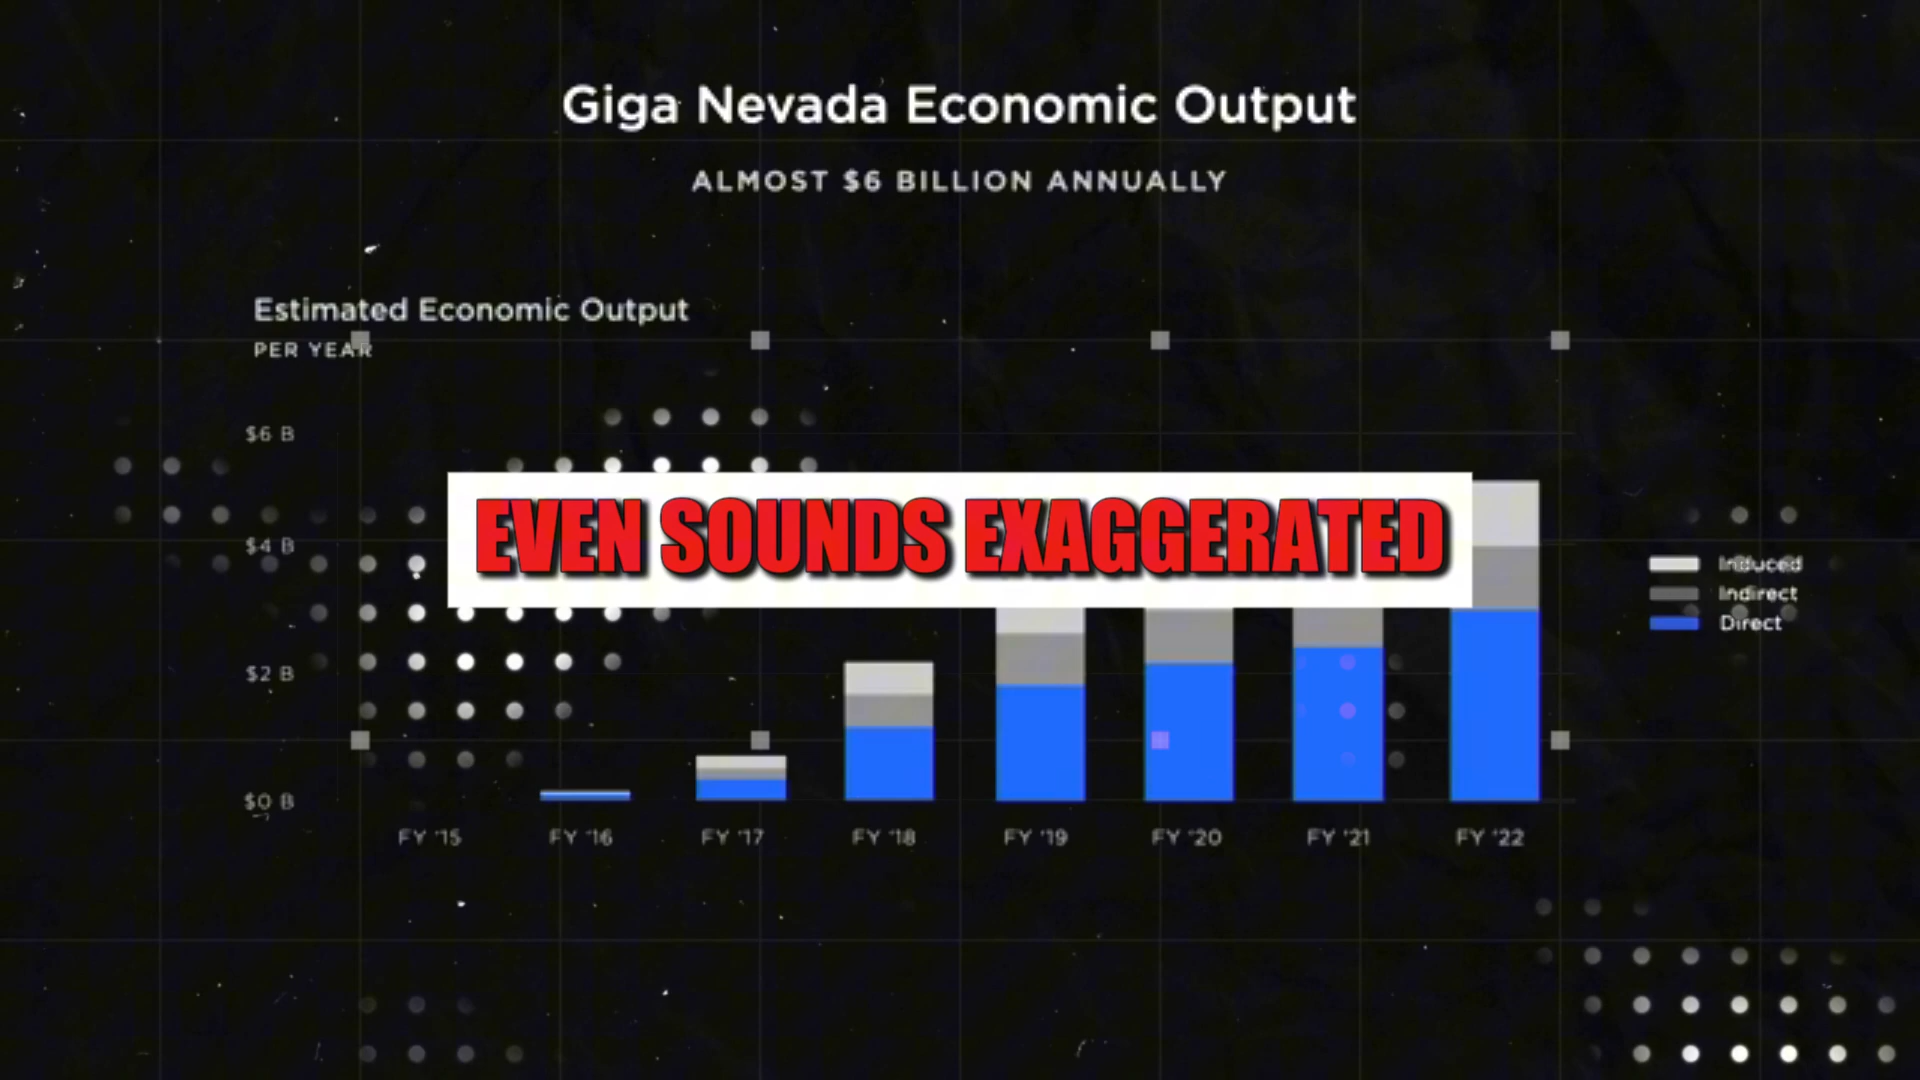 Giga Nevada Economic Output
ALMOST $6 BILLION ANNUALLY
Estimated Economic Output
PER YEAR
$6 B
$4 B
$2 B
$0 B
EVEN SOUNDS EXAGGERATED
Induced
Indirect
Direct
FY '15 FY '16 FY '17 FY '18 FY '19 FY '20 FY '21 FY '22